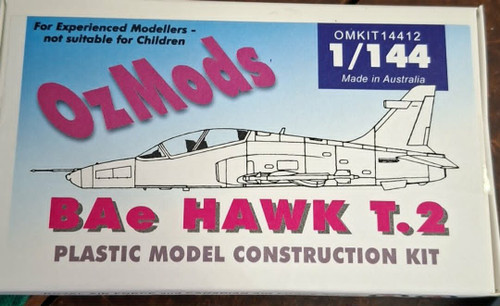 For Experienced Modellers -
not suitable for Children
OMKIT14412
1/144
Made in Australia
OzMods
BAe HAWK T.2
PLASTIC MODEL CONSTRUCTION KIT